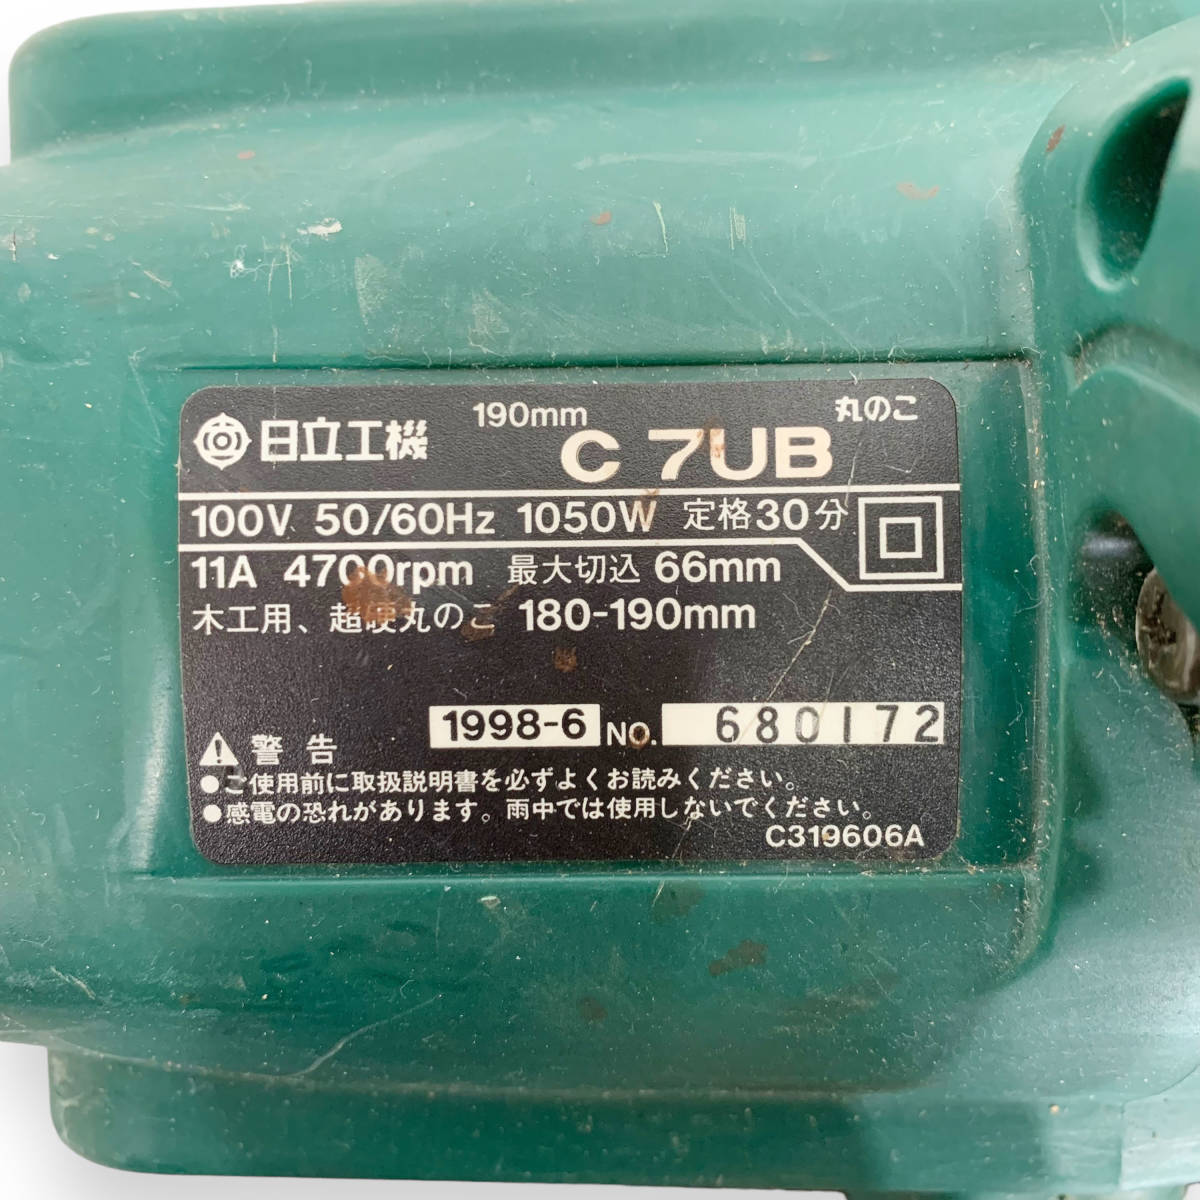 日立工機 190mm C 7UB 丸のこ
100V 50/60Hz 1050W 定格30分
11A 4700rpm 最大切込 66mm
木工用、超硬丸のこ 180-190mm
1998-6 NO. 680172
警告
●ご使用前に取扱説明書を必ずよくお読みください。
●感電の恐れがあります。雨中では使用しないでください。
C319606A